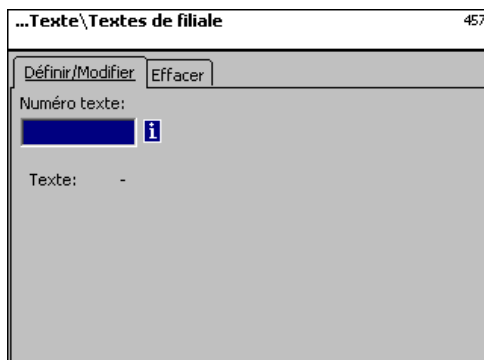 ...Texte\Textes de filiale 457
Définir/Modifier Effacer
Numéro texte:
i
Texte: -